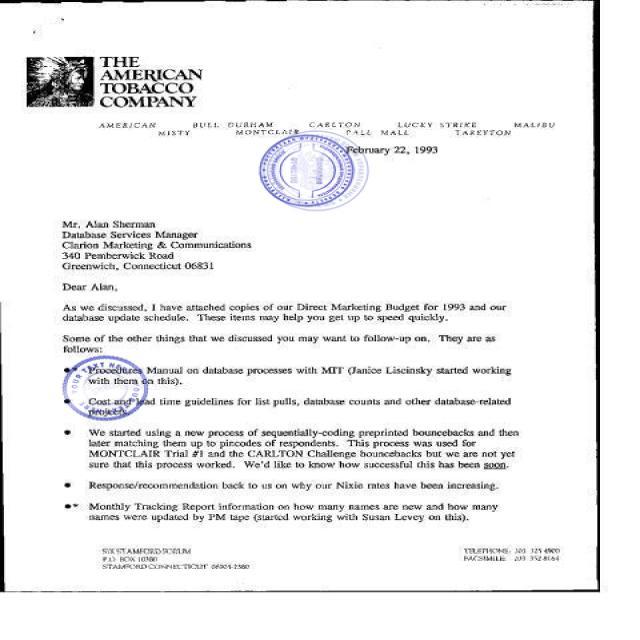 THE
AMERICAN
TOBACCO
COMPANY
AMERICAN BULL DURHAM CARLTON LUCKY STRIKE MALIBU
MISTY MONTCLAIR PALL MALL TAREYTON
February 22, 1993
Mr. Alan Sherman
Database Services Manager
Clarion Marketing & Communications
340 Pemberwick Road
Greenwich, Connecticut 06831
Dear Alan,
As we discussed, I have attached copies of our Direct Marketing Budget for 1993 and our
database update schedule. These items may help you get up to speed quickly.
Some of the other things that we discussed you may want to follow-up on. They are as
follows:
●* Procedures Manual on database processes with MIT (Janice Liscinsky started working
with them on this).
● Cost and lead time guidelines for list pulls, database counts and other database-related
projects.
● We started using a new process of sequentially-coding preprinted bouncebacks and then
later matching them up to pincodes of respondents. This process was used for
MONTCLAIR Trial #1 and the CARLTON Challenge bouncebacks but we are not yet
sure that this process worked. We'd like to know how successful this has been soon.
● Response/recommendation back to us on why our Nixie rates have been increasing.
●* Monthly Tracking Report information on how many names are new and how many
names were updated by PM tape (started working with Susan Levey on this).
SIX STAMFORD FORUM
P.O. BOX 10380
STAMFORD CONNECTICUT 06904-2380
TELEPHONE: 203 325-4900
FACSIMILE: 203
YOUR TEXT